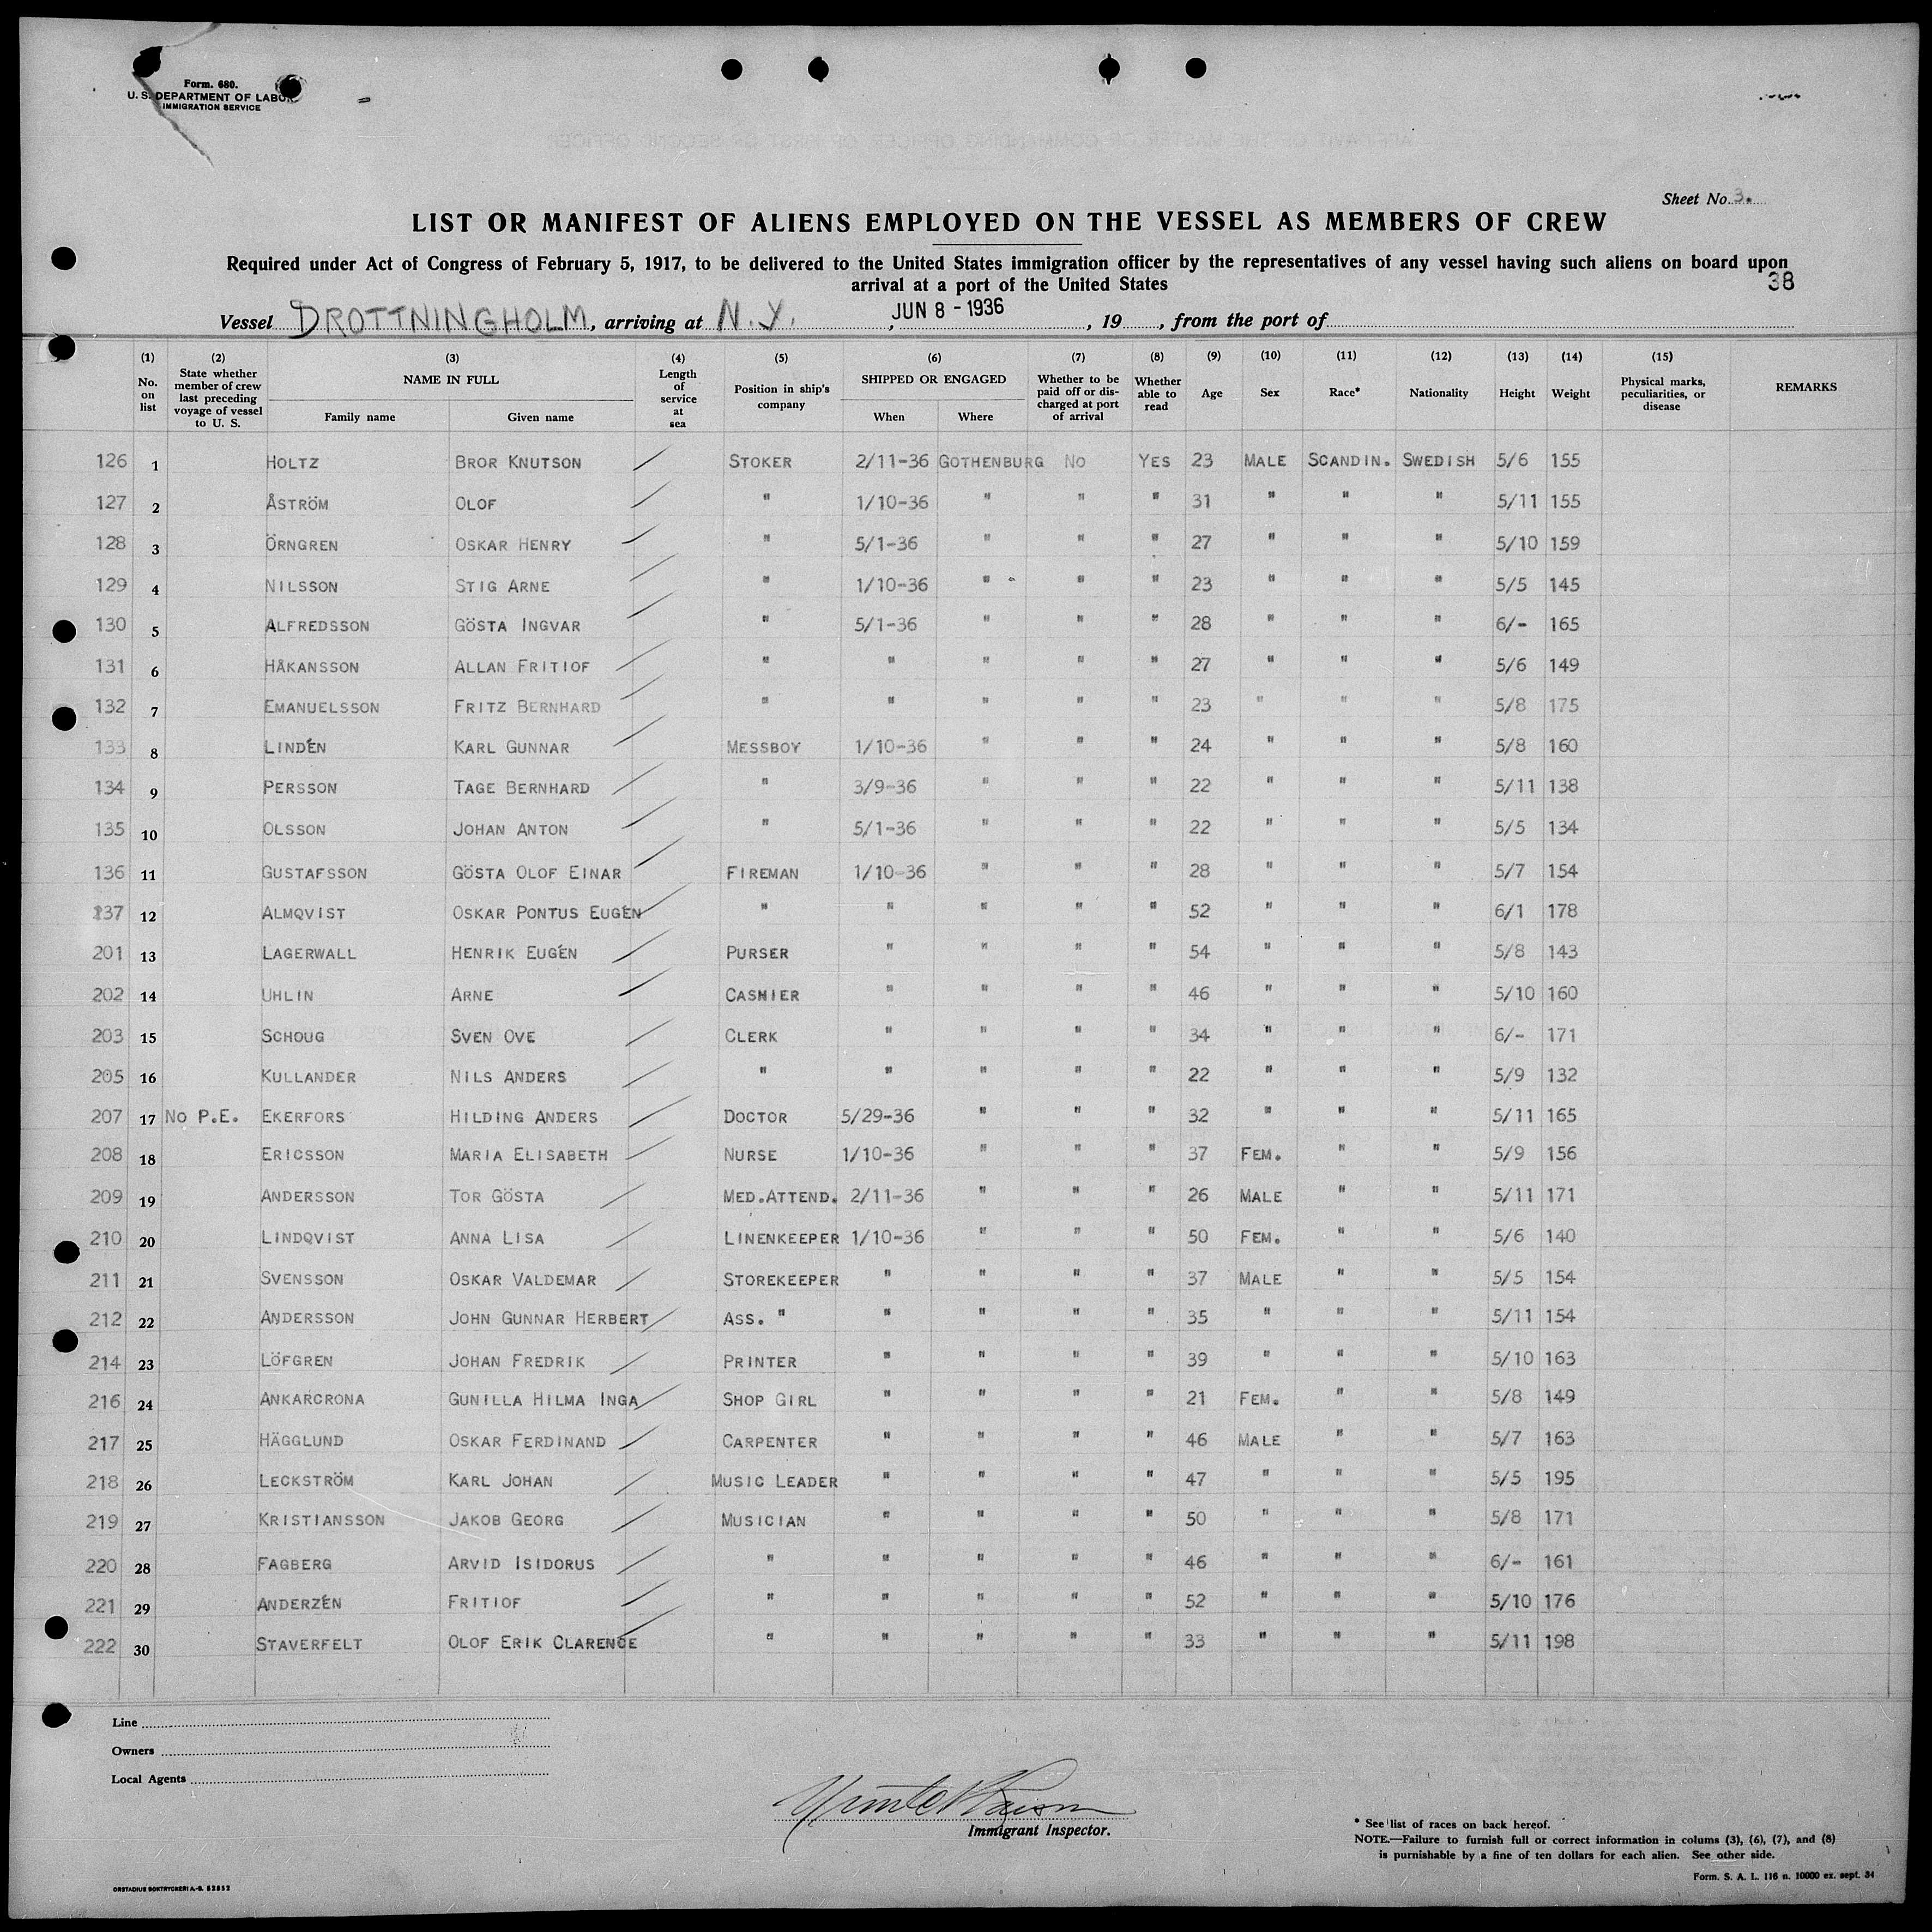 Form. 680.
U. S. DEPARTMENT OF LABOR
IMMIGRATION SERVICE
Sheet No. 3.
LIST OR MANIFEST OF ALIENS EMPLOYED ON THE VESSEL AS MEMBERS OF CREW
Required under Act of Congress of February 5, 1917, to be delivered to the United States immigration officer by the representatives of any vessel having such aliens on board upon
arrival at a port of the United States
38
Vessel DROTTNINGHOLM, arriving at N.Y., JUN 8 - 1936, 19 , from the port of
(1) (2) (3) (4) (5) (6) (7) (8) (9) (10) (11) (12) (13) (14) (15)
No. on list State whether member of crew last preceding voyage of vessel to U. S. NAME IN FULL Family name Given name Length of service at sea Position in ship's company SHIPPED OR ENGAGED When Where Whether to be paid off or discharged at port of arrival Whether able to read Age Sex Race* Nationality Height Weight Physical marks, peculiarities, or disease REMARKS
126 1 HOLTZ BROR KNUTSON STOKER 2/11-36 GOTHENBURG NO YES 23 MALE SCANDIN. SWEDISH 5/6 155
127 2 ÅSTRÖM OLOF " 1/10-36 " " " 31 " " " 5/11 155
128 3 ÖRNGREN OSKAR HENRY " 5/1-36 " " " 27 " " " 5/10 159
129 4 NILSSON STIG ARNE " 1/10-36 " " " 23 " " " 5/5 145
130 5 ALFREDSSON GÖSTA INGVAR " 5/1-36 " " " 28 " " " 6/- 165
131 6 HÅKANSSON ALLAN FRITIOF " " " " " 27 " " " 5/6 149
132 7 EMANUELSSON FRITZ BERNHARD " " " " " 23 " " " 5/8 175
133 8 LINDÉN KARL GUNNAR MESSBOY 1/10-36 " " " 24 " " " 5/8 160
134 9 PERSSON TAGE BERNHARD " 3/9-36 " " " 22 " " " 5/11 138
135 10 OLSSON JOHAN ANTON " 5/1-36 " " " 22 " " " 5/5 134
136 11 GUSTAFSSON GÖSTA OLOF EINAR FIREMAN 1/10-36 " " " 28 " " " 5/7 154
137 12 ALMQVIST OSKAR PONTUS EUGÉN " " " " " 52 " " " 6/1 178
201 13 LAGERWALL HENRIK EUGÉN PURSER " " " " 54 " " " 5/8 143
202 14 UHLIN ARNE CASHIER " " " " 46 " " " 5/10 160
203 15 SCHOUG SVEN OVE CLERK " " " " 34 " " " 6/- 171
205 16 KULLANDER NILS ANDERS " " " " " 22 " " " 5/9 132
207 17 NO P.E. EKERFORS HILDING ANDERS DOCTOR 5/29-36 " " " 32 " " " 5/11 165
208 18 ERICSSON MARIA ELISABETH NURSE 1/10-36 " " " 37 FEM. " " 5/9 156
209 19 ANDERSSON TOR GÖSTA MED.ATTEND. 2/11-36 " " " 26 MALE " " 5/11 171
210 20 LINDQVIST ANNA LISA LINENKEEPER 1/10-36 " " " 50 FEM. " " 5/6 140
211 21 SVENSSON OSKAR VALDEMAR STOREKEEPER " " " " 37 MALE " " 5/5 154
212 22 ANDERSSON JOHN GUNNAR HERBERT ASS. " " " " " 35 " " " 5/11 154
214 23 LÖFGREN JOHAN FREDRIK PRINTER " " " " 39 " " " 5/10 163
216 24 ANKARCRONA GUNILLA HILMA INGA SHOP GIRL " " " " 21 FEM. " " 5/8 149
217 25 HÄGGLUND OSKAR FERDINAND CARPENTER " " " " 46 MALE " " 5/7 163
218 26 LECKSTRÖM KARL JOHAN MUSIC LEADER " " " " 47 " " " 5/5 195
219 27 KRISTIANSSON JAKOB GEORG MUSICIAN " " " " 50 " " " 5/8 171
220 28 FAGBERG ARVID ISIDORUS " " " " " 46 " " " 6/- 161
221 29 ANDERZÉN FRITIOF " " " " " 52 " " " 5/10 176
222 30 STAVERFELT OLOF ERIK CLARENCE " " " " " 33 " " " 5/11 198
Line
Owners
Local Agents
Immigrant Inspector.
* See list of races on back hereof.
NOTE.—Failure to furnish full or correct information in colums (3), (6), (7), and (8)
is purnishable by a fine of ten dollars for each alien. See other side.
Form. S. A. L. 116 n. 10000 ex. sept. 34
ORSTADIUS BOKTRYCKERI A.-B. 52852